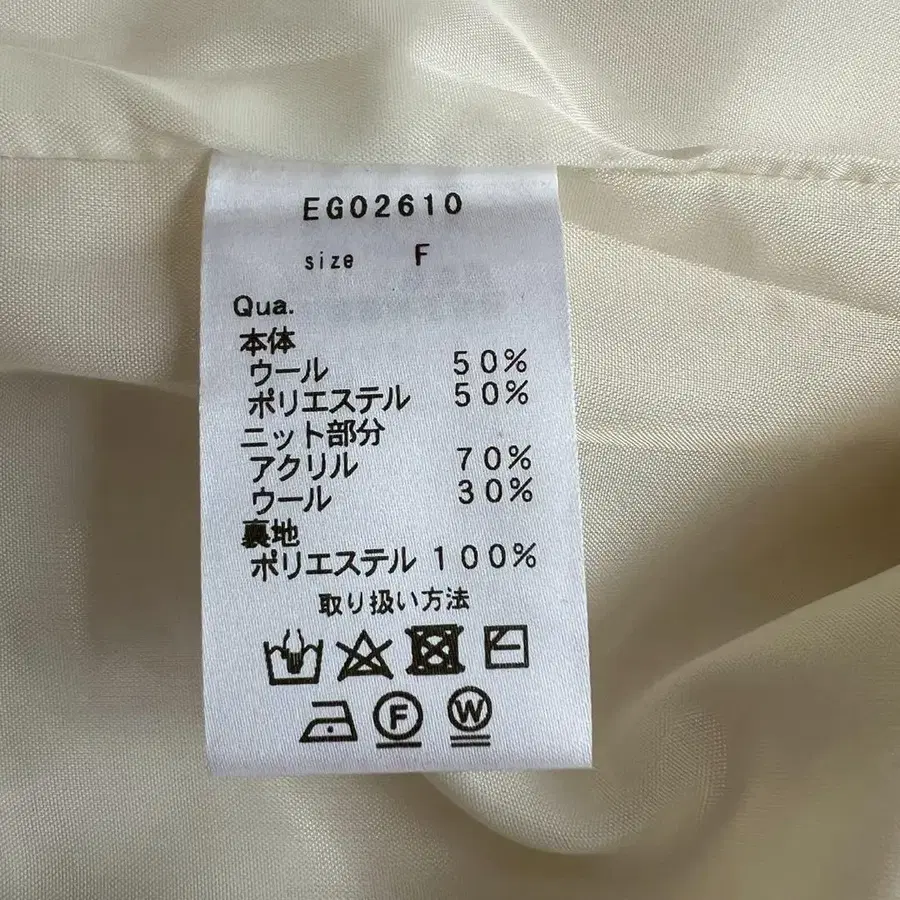 EG02610
size F
Qua.
本体
ウール 50%
ポリエステル 50%
ニット部分
アクリル 70%
ウール 30%
裏地
ポリエステル 100%
取り扱い方法
F W